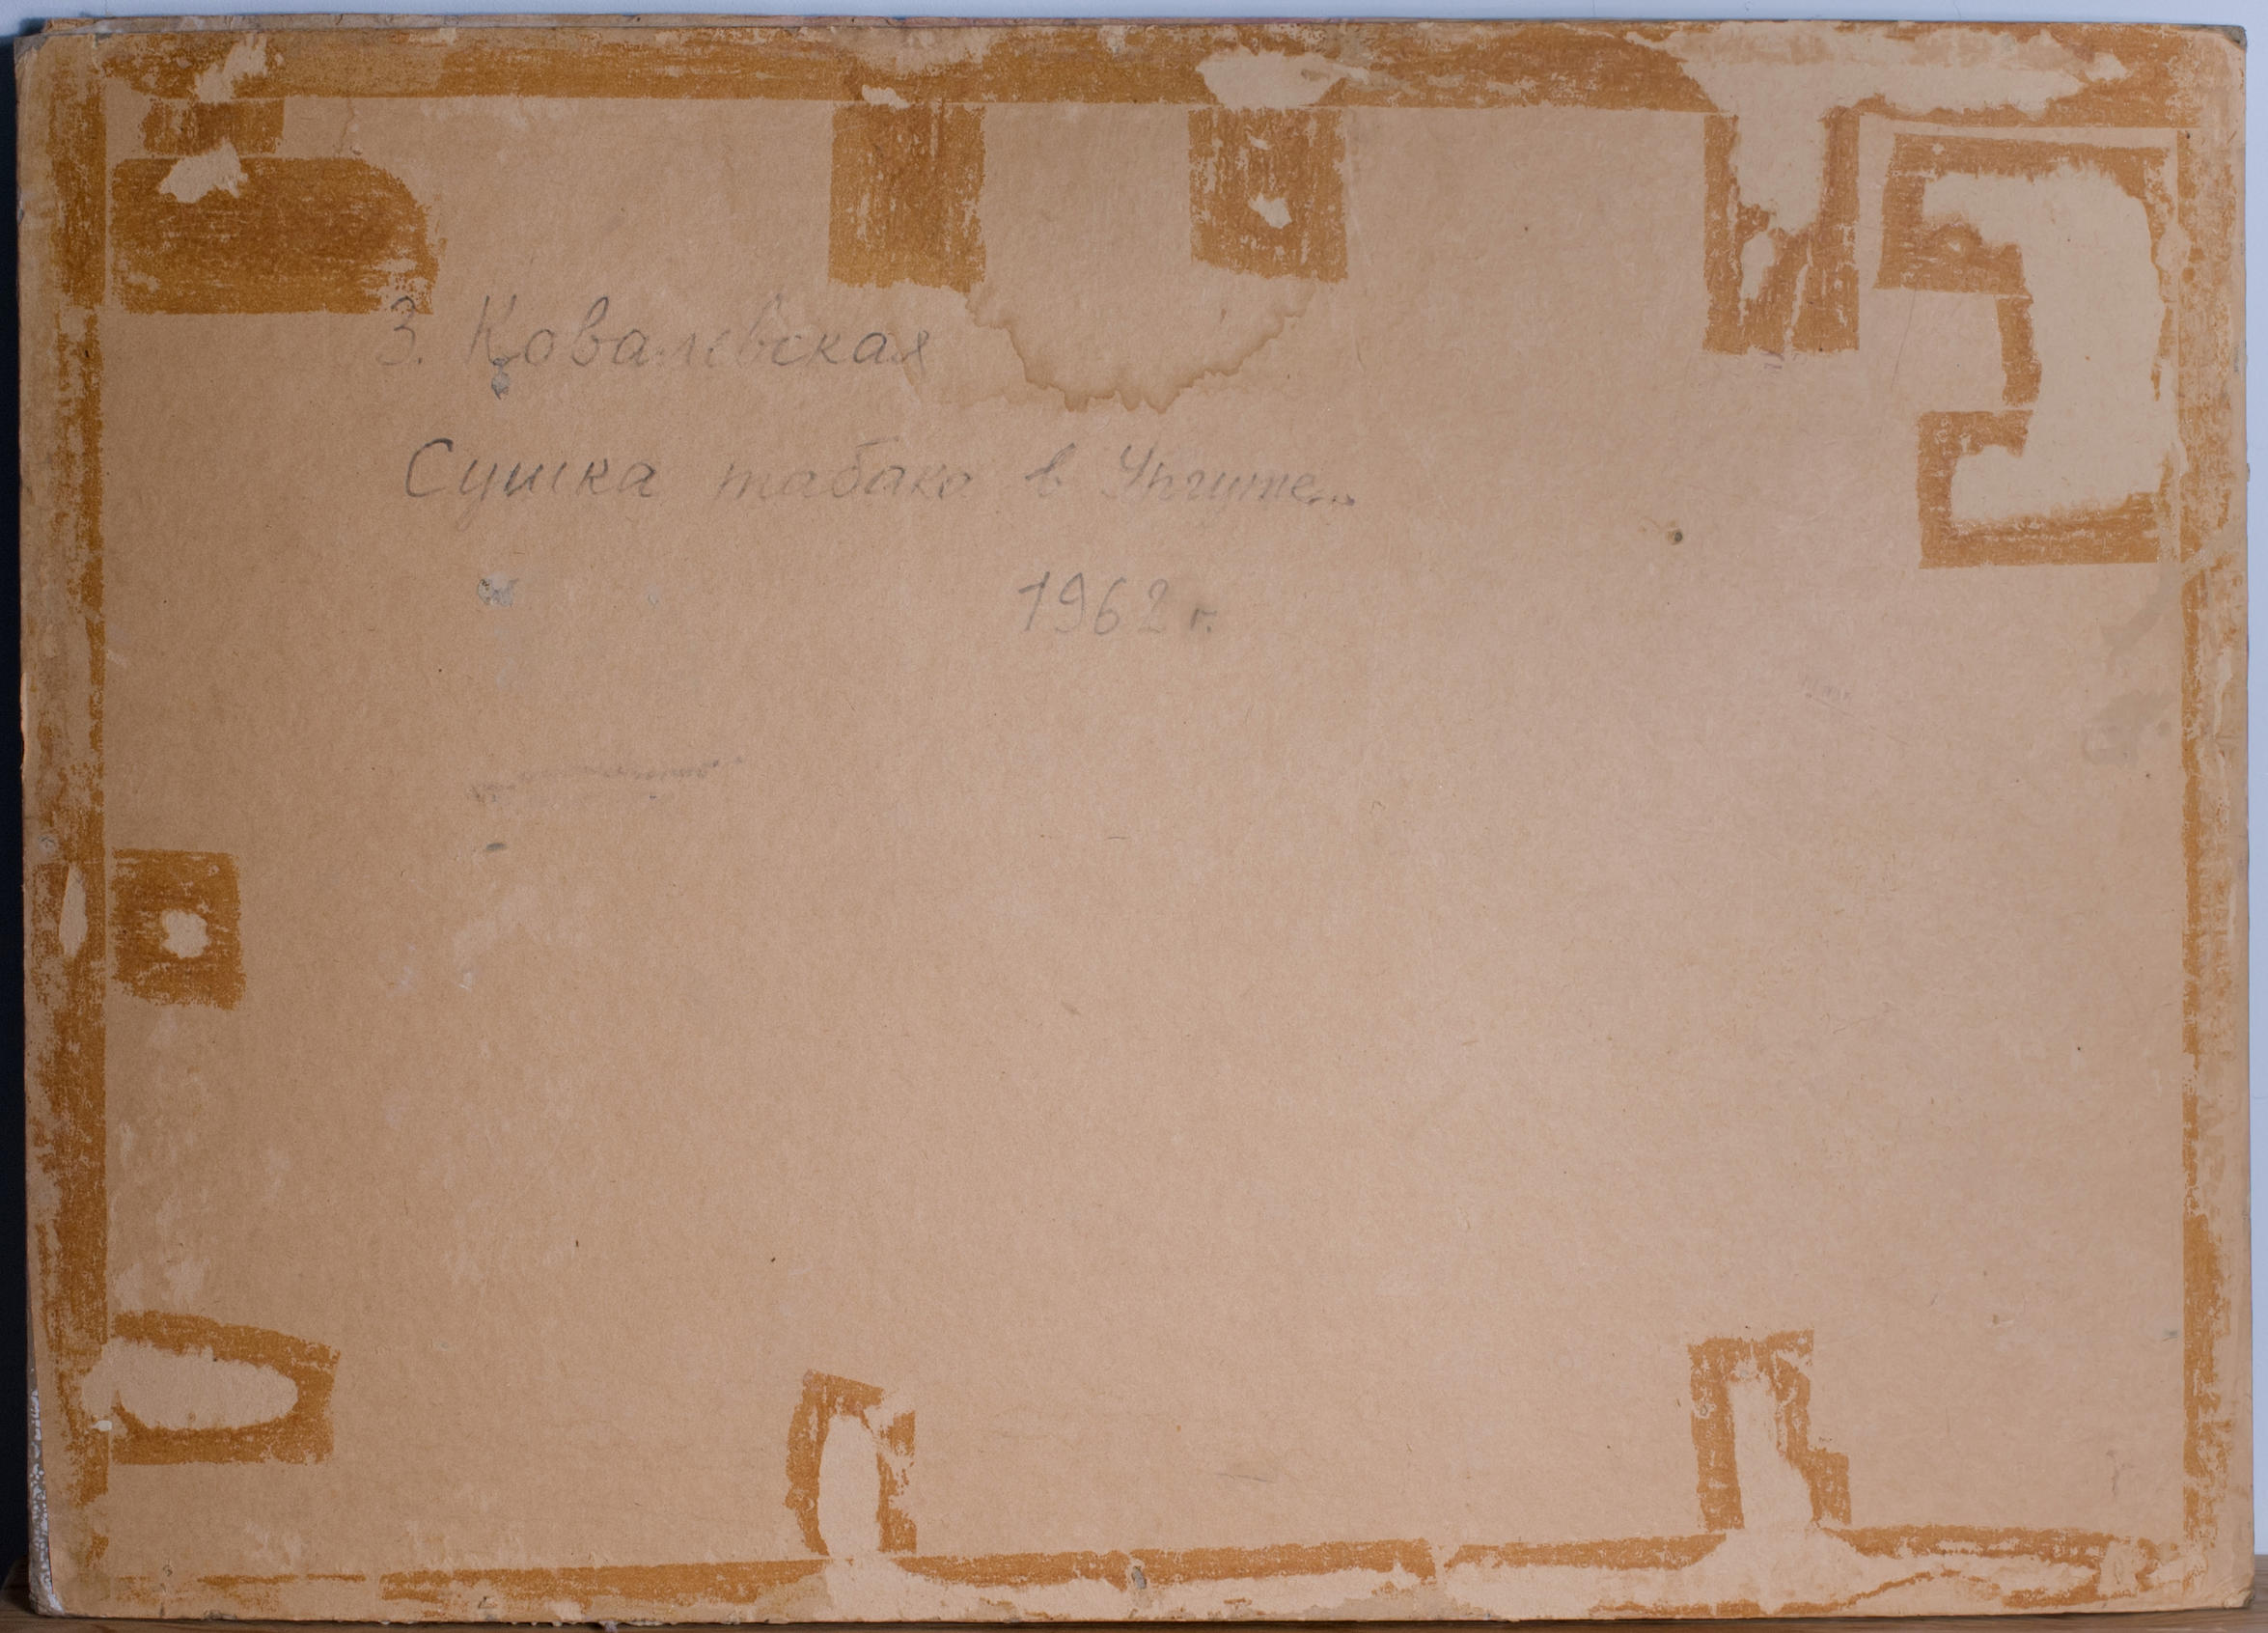 З. Ковалевская
Сушка табака в Ургуте...
1962 г.